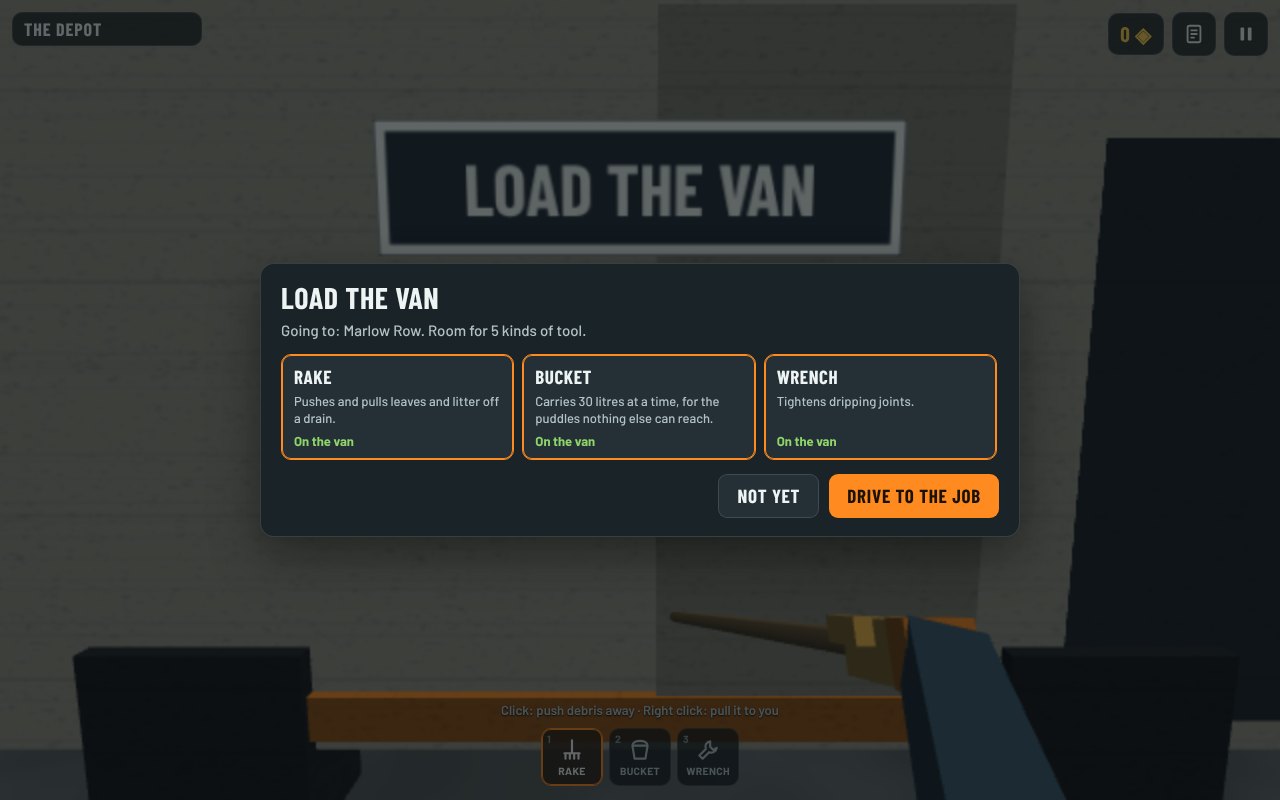 THE DEPOT
0
LOAD THE VAN
LOAD THE VAN
Going to: Marlow Row. Room for 5 kinds of tool.
RAKE
Pushes and pulls leaves and litter off
a drain.
On the van
BUCKET
Carries 30 litres at a time, for the
puddles nothing else can reach.
On the van
WRENCH
Tightens dripping joints.
On the van
NOT YET
DRIVE TO THE JOB
Click: push debris away · Right click: pull it to you
1
RAKE
2
BUCKET
3
WRENCH